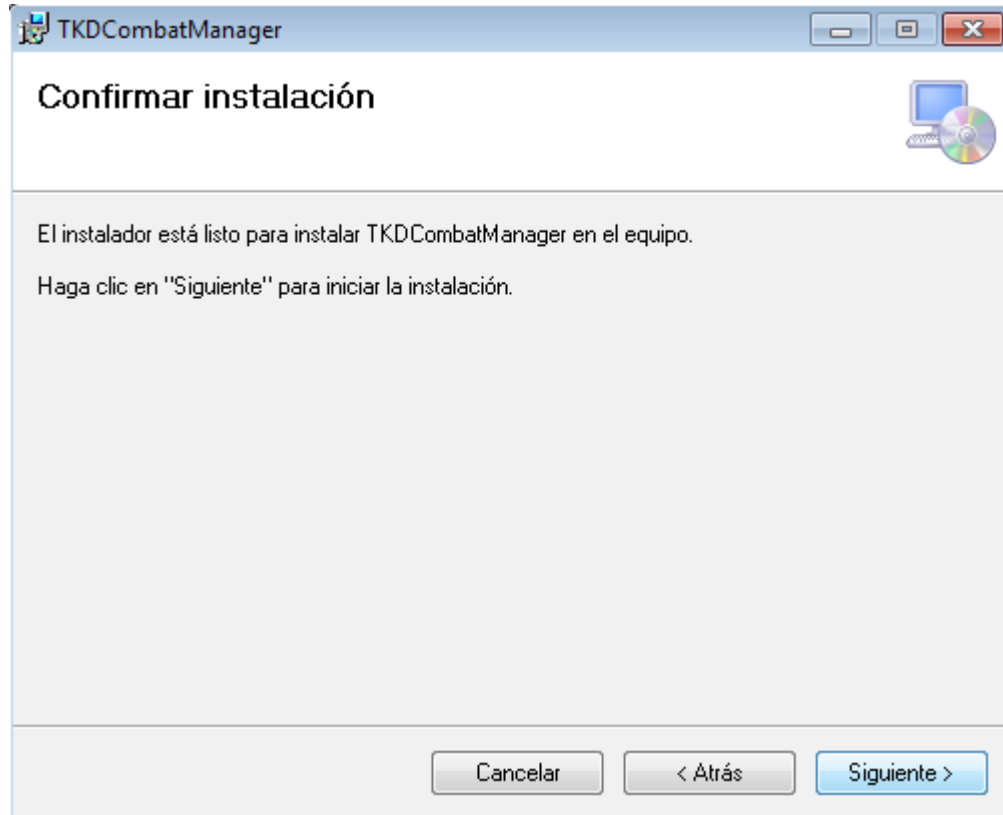 TKDCombatManager
Confirmar instalación
El instalador está listo para instalar TKDCombatManager en el equipo.
Haga clic en "Siguiente" para iniciar la instalación.
Cancelar
< Atrás
Siguiente >